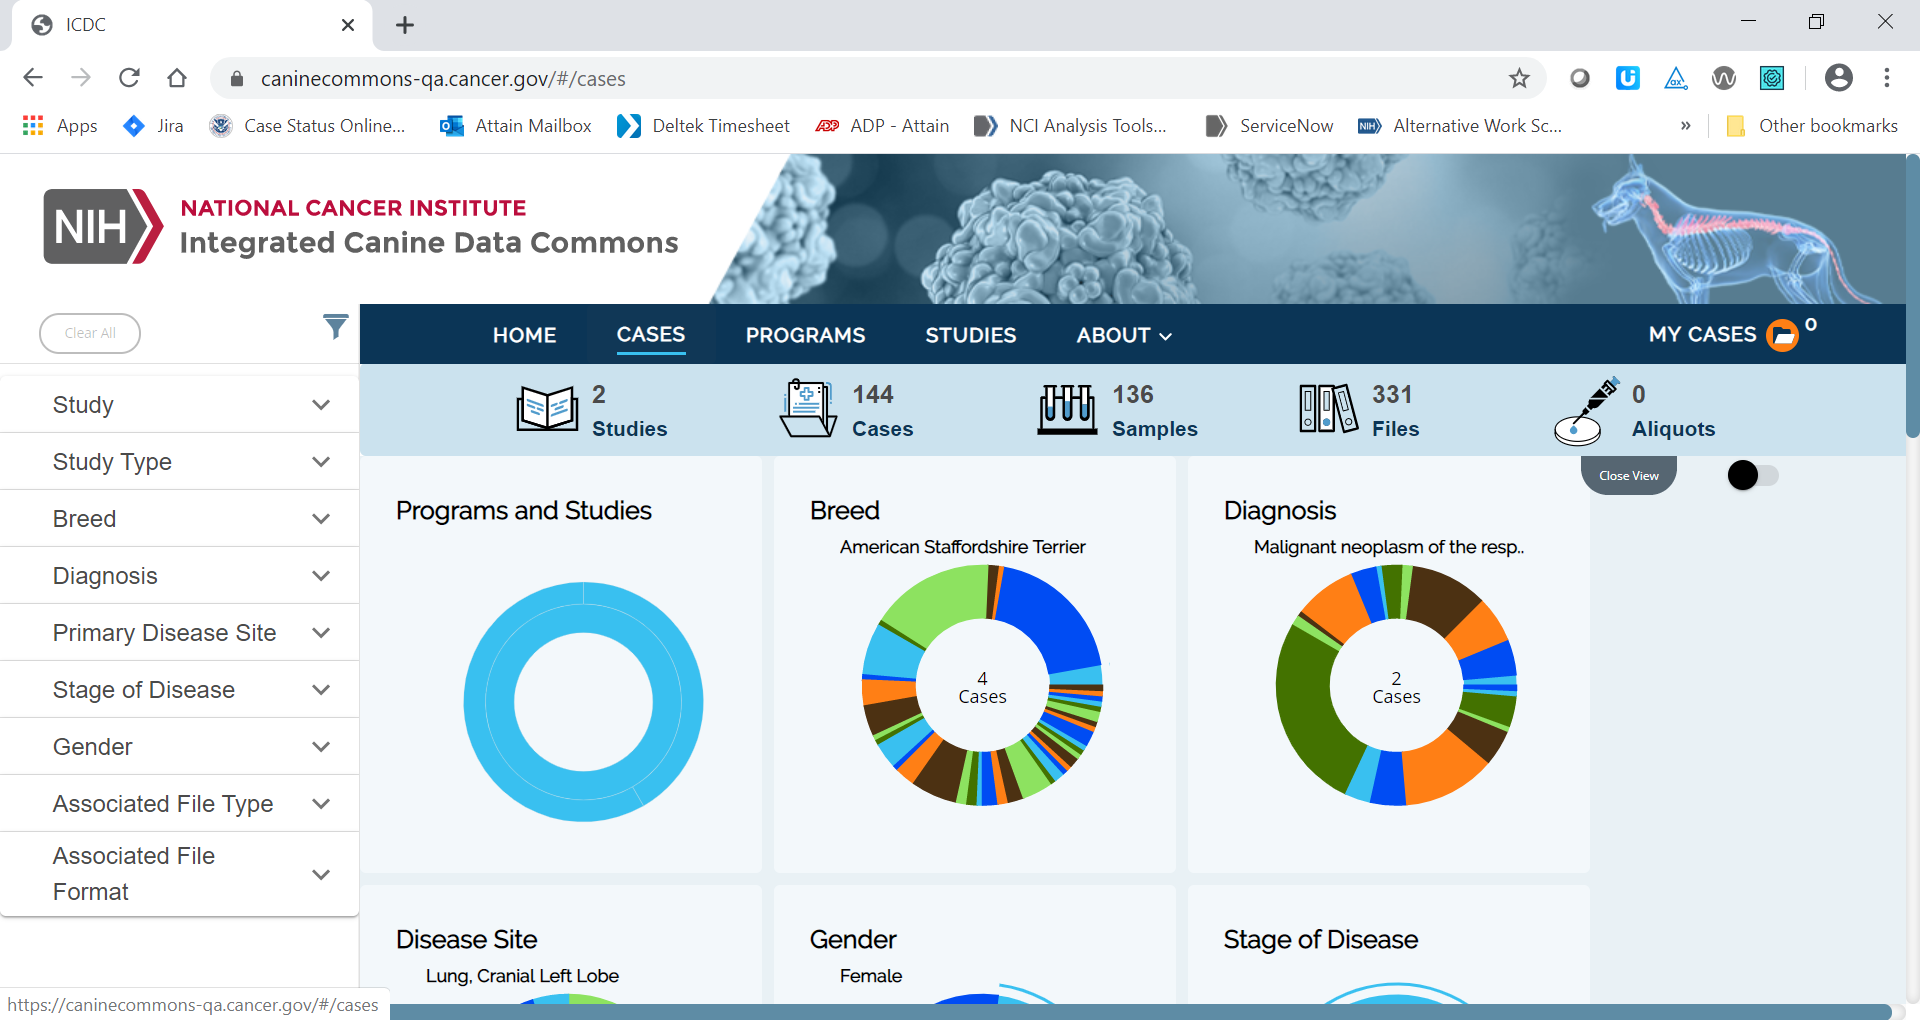 ICDC
caninecommons-qa.cancer.gov/#/cases
Apps
Jira
Case Status Online...
Attain Mailbox
Deltek Timesheet
ADP - Attain
NCI Analysis Tools...
ServiceNow
Alternative Work Sc...
»
Other bookmarks
NIH
NATIONAL CANCER INSTITUTE
Integrated Canine Data Commons
Clear All
HOME
CASES
PROGRAMS
STUDIES
ABOUT
MY CASES
0
2
Studies
144
Cases
136
Samples
331
Files
0
Aliquots
Close View
Study
Study Type
Breed
Diagnosis
Primary Disease Site
Stage of Disease
Gender
Associated File Type
Associated File
Format
Programs and Studies
Breed
American Staffordshire Terrier
4
Cases
Diagnosis
Malignant neoplasm of the resp..
2
Cases
Disease Site
Lung, Cranial Left Lobe
Gender
Female
Stage of Disease
https://caninecommons-qa.cancer.gov/#/cases